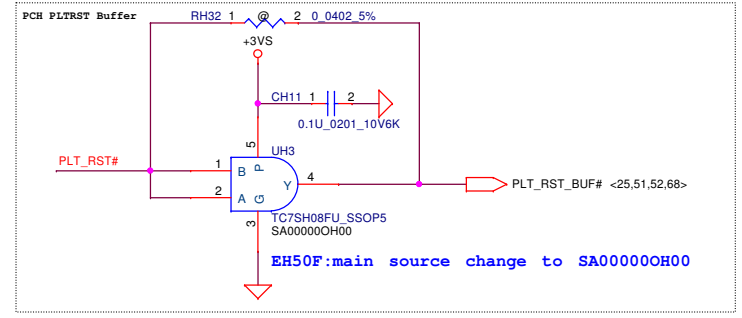 PCH PLTRST Buffer
RH32 1 @ 2 0_0402_5%
+3VS
CH11 1 2
0.1U_0201_10V6K
5
UH3
PLT_RST#
1 B P
Y 4
PLT_RST_BUF# <25,51,52,68>
2 A G
3
TC7SH08FU_SSOP5
SA00000OH00
EH50F:main source change to SA00000OH00